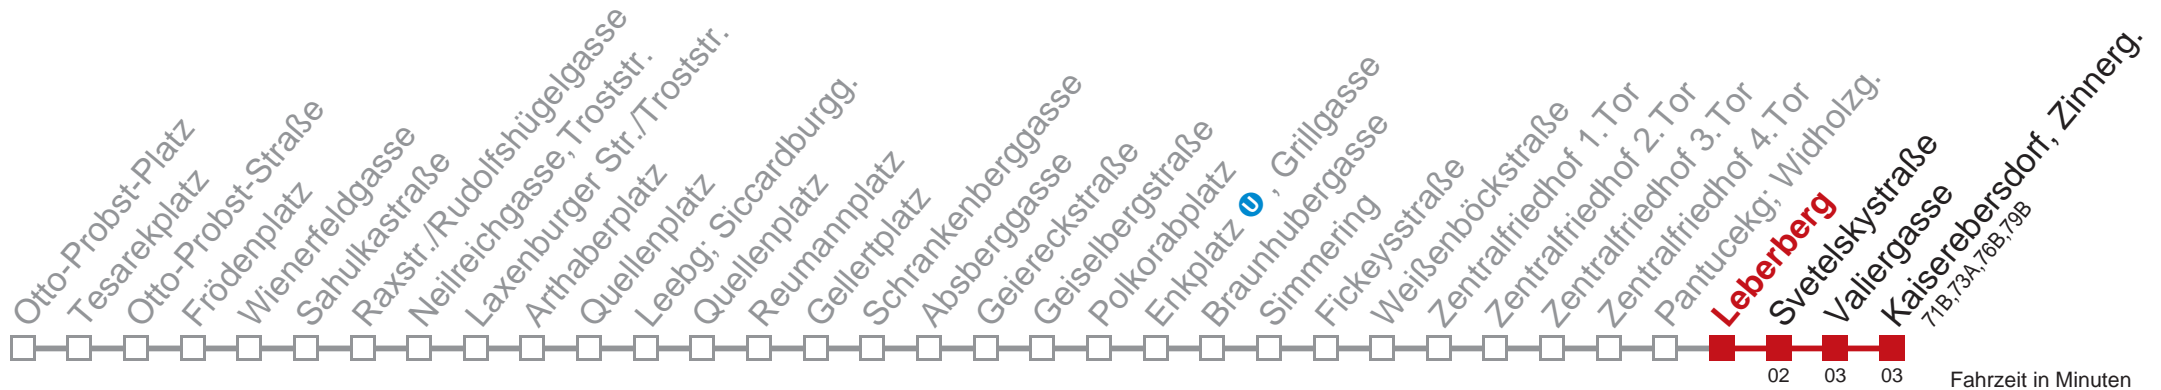 Otto-Probst-Platz
Tesarekplatz
Otto-Probst-Straße
Frödenplatz
Wienerfeldgasse
Sahulkastraße
Raxstr./Rudolfshügelgasse
Neilreichgasse, Troststr.
Laxenburger Str./Troststr.
Arthaberplatz
Quellenplatz
Leebg; Siccardburgg.
Quellenplatz
Reumannplatz
Gellertplatz
Schrankenberggasse
Absberggasse
Geiereckstraße
Geiselbergstraße
Polkorabplatz
Enkplatz U , Grillgasse
Braunhubergasse
Simmering
Fickeysstraße
Weißenböckstraße
Zentralfriedhof 1.Tor
Zentralfriedhof 2.Tor
Zentralfriedhof 3.Tor
Zentralfriedhof 4.Tor
Pantucekg; Widholzg.
Leberberg
Svetelskystraße
Valiergasse
Kaiserebersdorf, Zinnerg.
71B,73A,76B,79B
02 03 03
Fahrzeit in Minuten